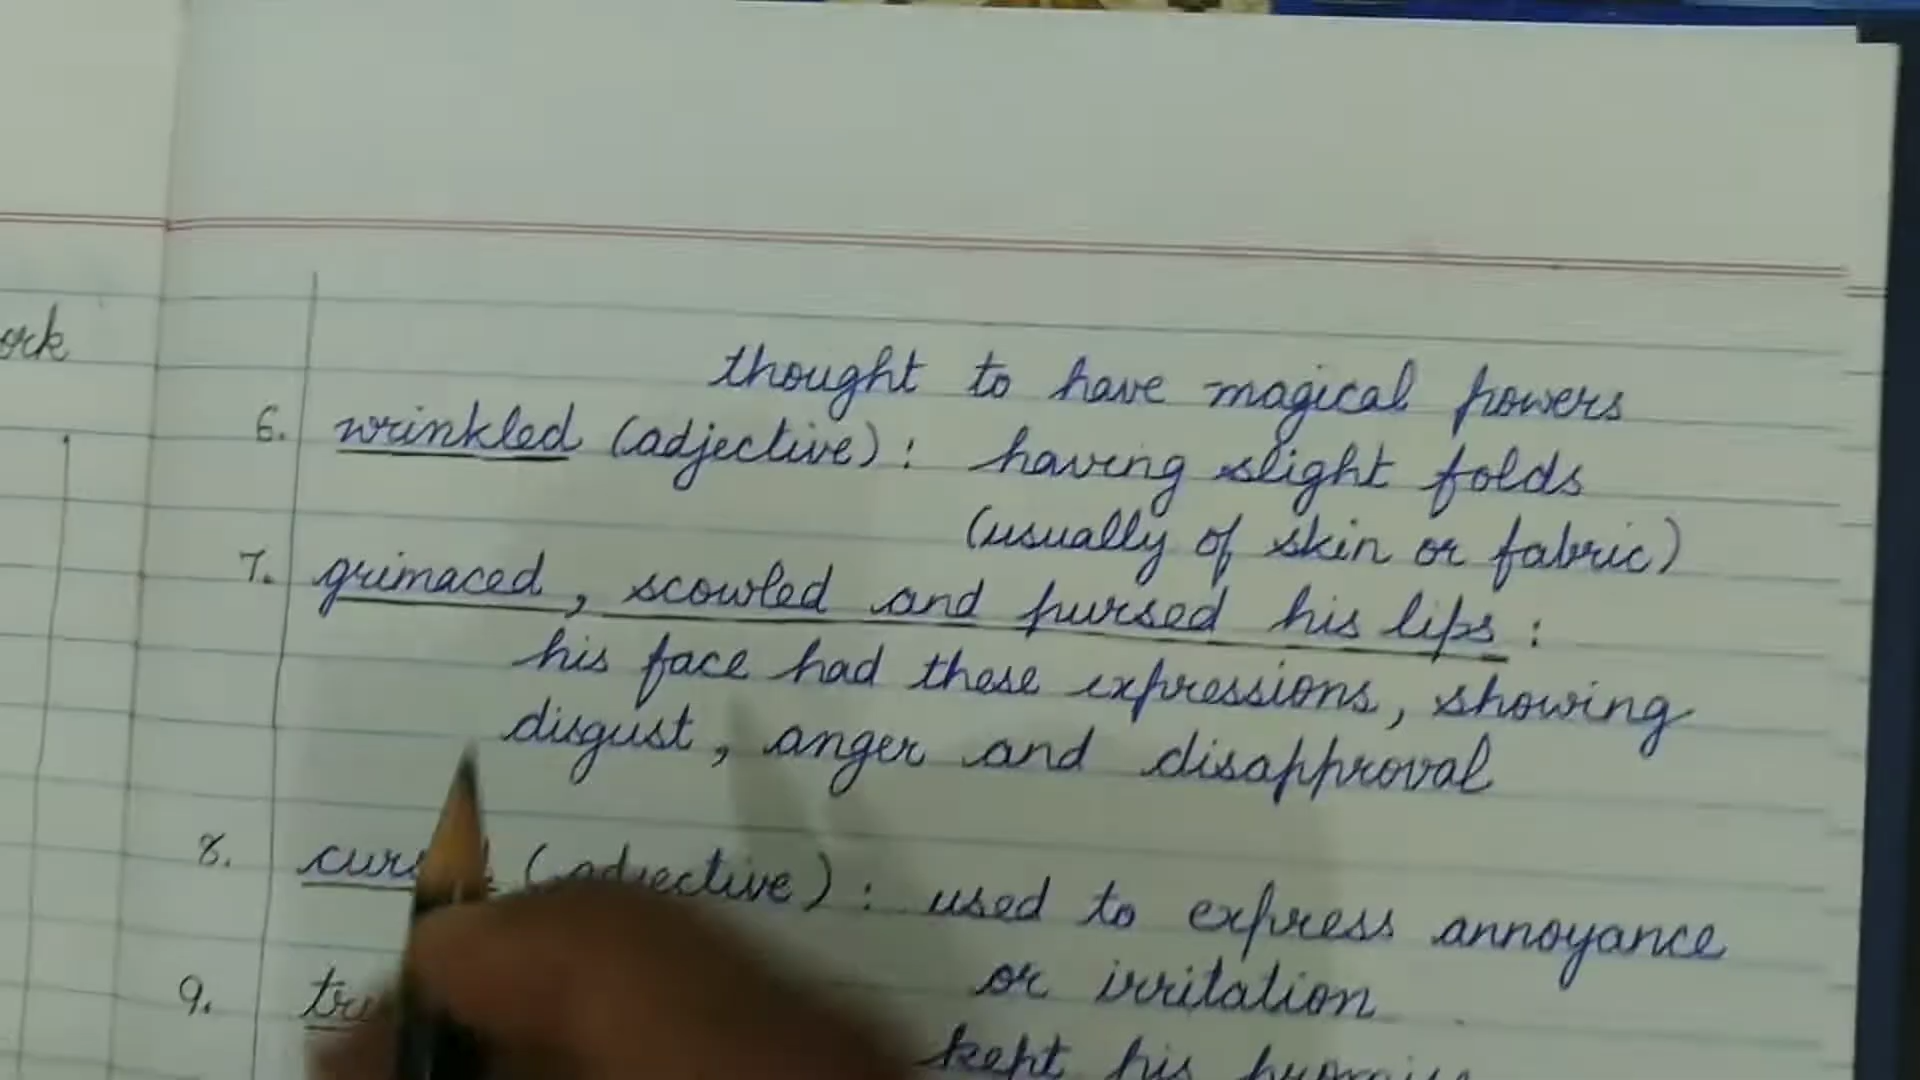 ork
thought to have magical powers
6. wrinkled (adjective) : having slight folds
(usually of skin or fabric)
7. grimaced, scowled and pursed his lips :
his face had these expressions, showing
disgust, anger and disapproval
8. (adjective) : used to express annoyance
or irritation
9.
kept his